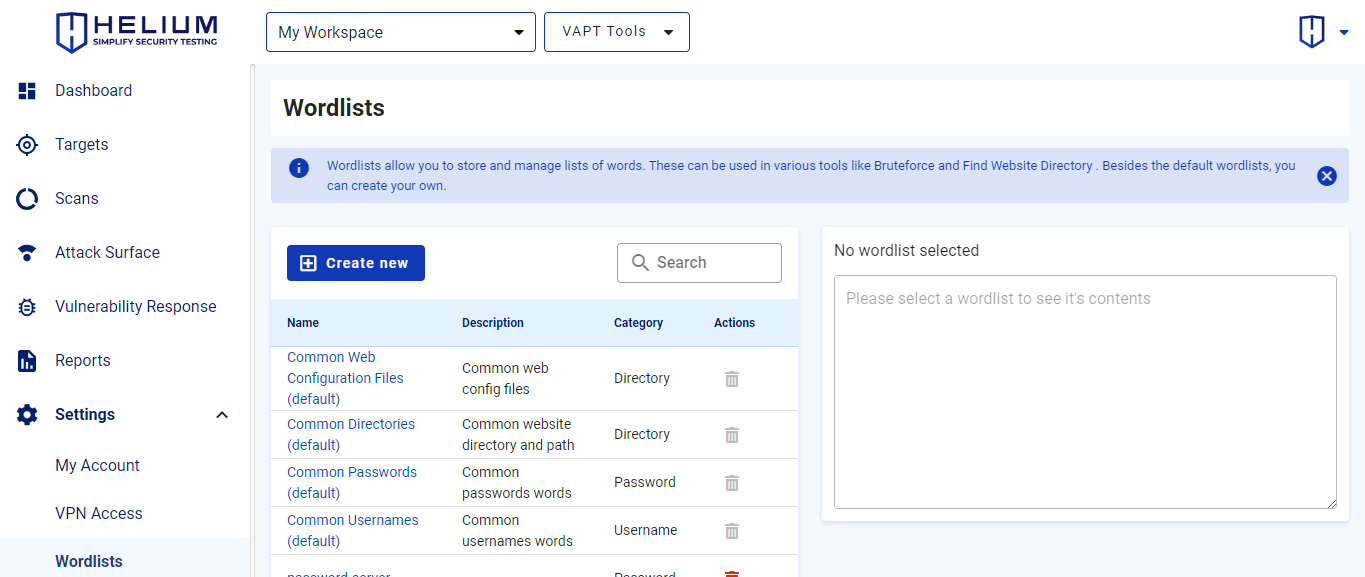 HELIUM
SIMPLIFY SECURITY TESTING
My Workspace
VAPT Tools
Dashboard
Targets
Scans
Attack Surface
Vulnerability Response
Reports
Settings
My Account
VPN Access
Wordlists
Wordlists
Wordlists allow you to store and manage lists of words. These can be used in various tools like Bruteforce and Find Website Directory . Besides the default wordlists, you
can create your own.
Create new
Search
Name Description Category Actions
Common Web
Configuration Files
(default)
Common web
config files
Directory
Common Directories
(default)
Common website
directory and path
Directory
Common Passwords
(default)
Common
passwords words
Password
Common Usernames
(default)
Common
usernames words
Username
password server
Password
No wordlist selected
Please select a wordlist to see it's contents